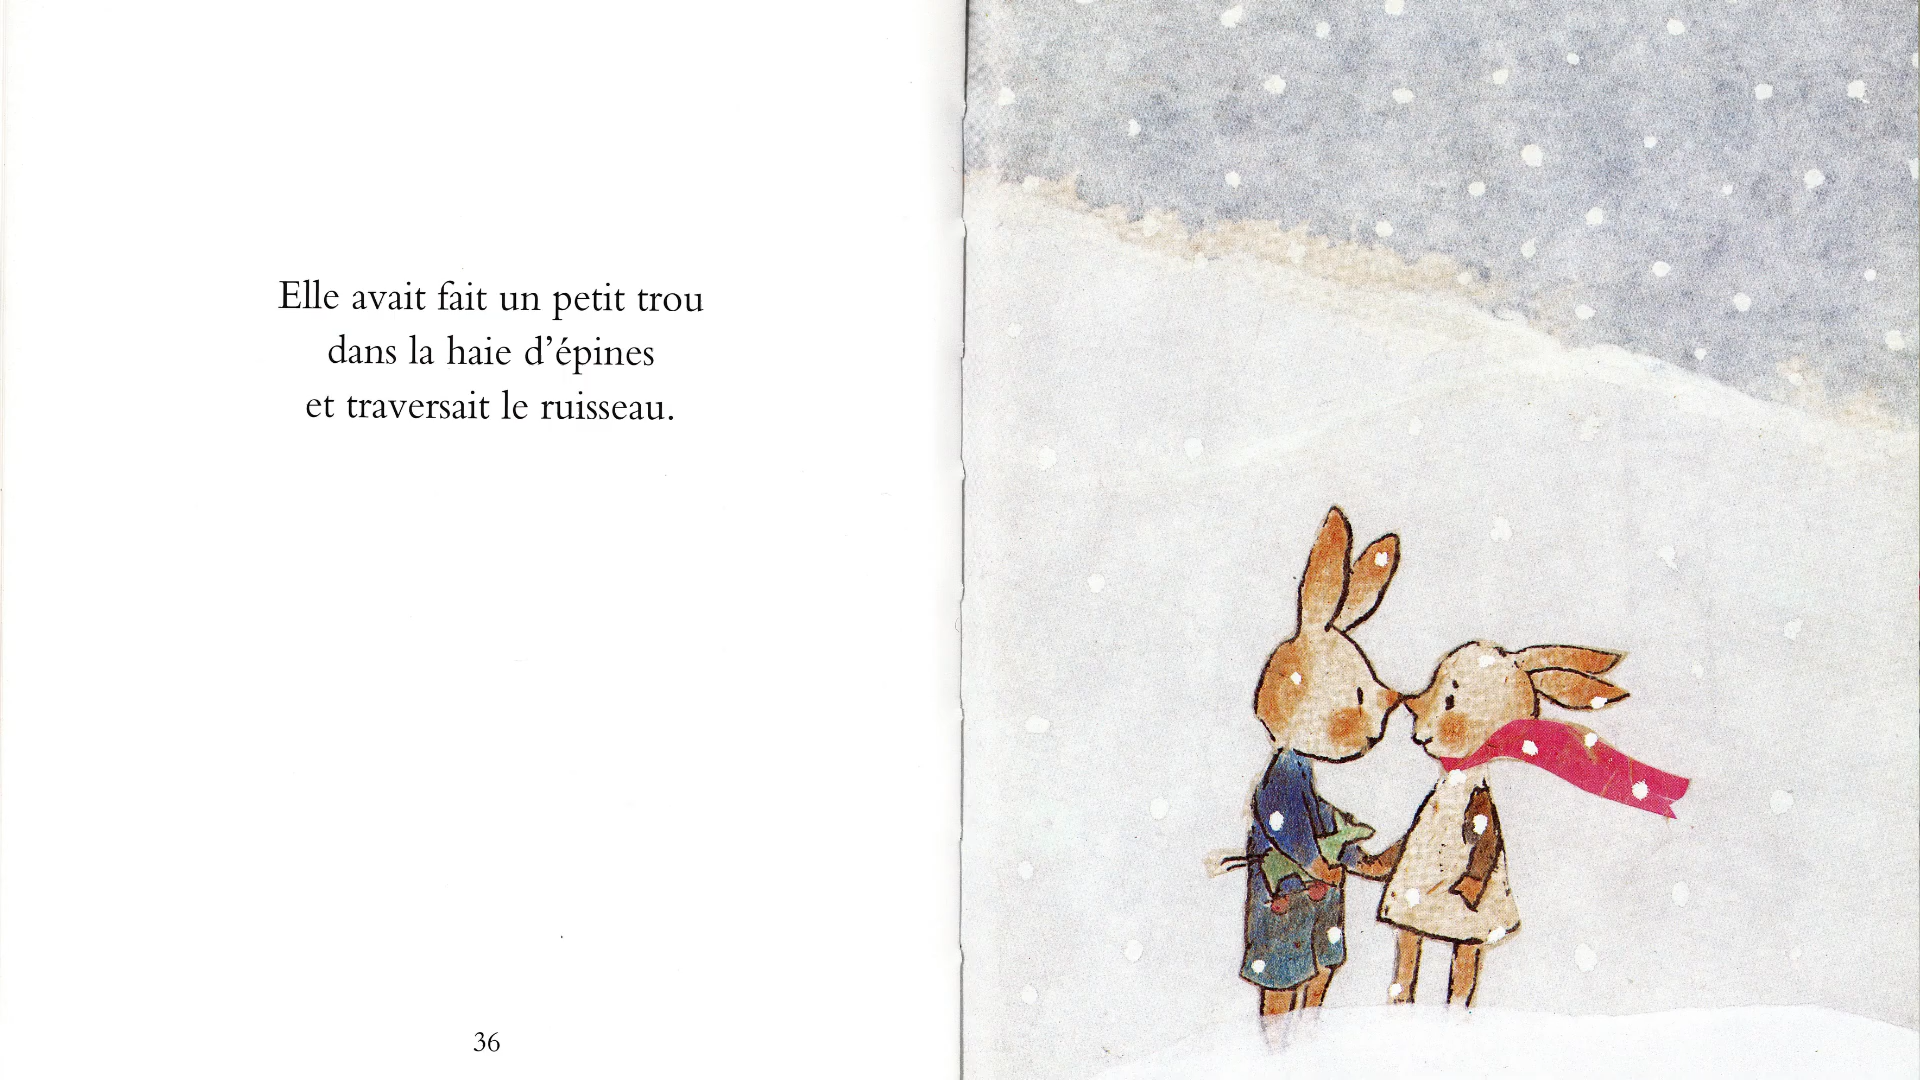 Elle avait fait un petit trou
dans la haie d’épines
et traversait le ruisseau.
36